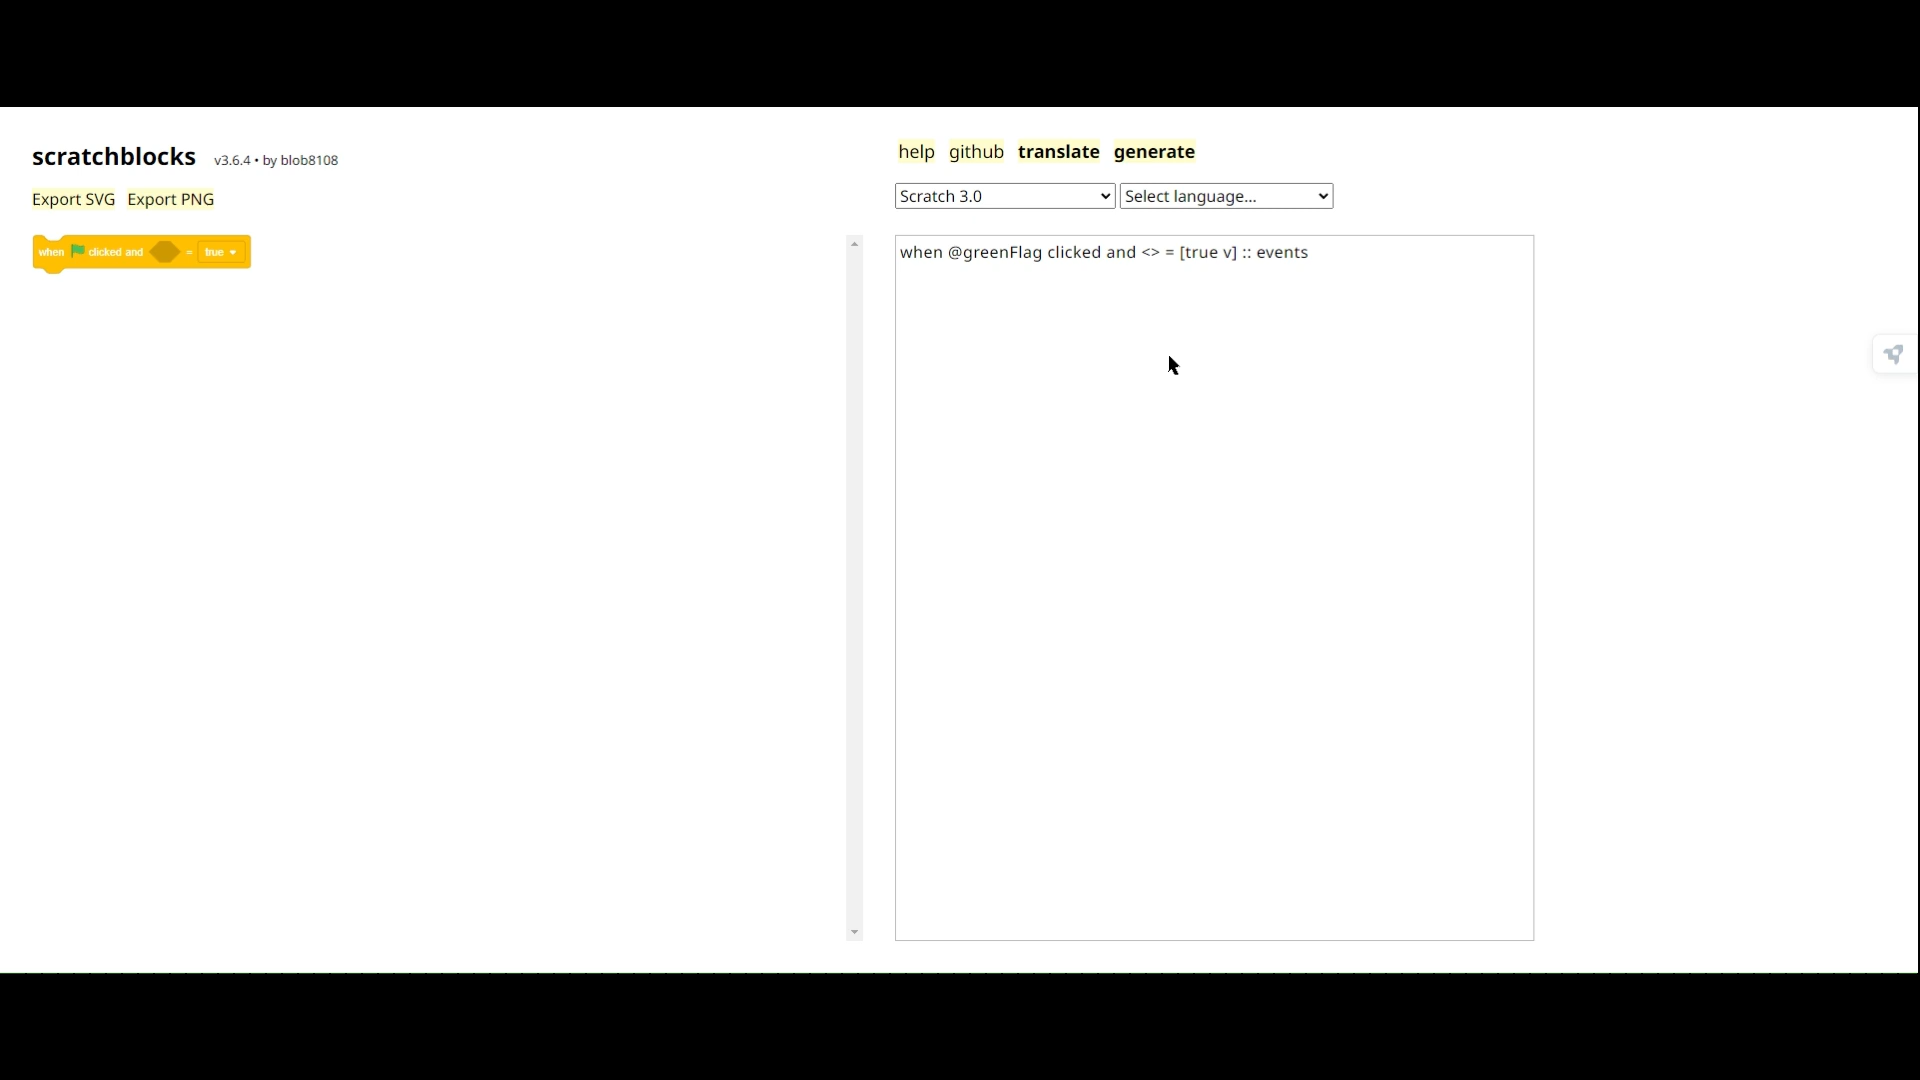 scratchblocks v3.6.4 • by blob8108
Export SVG Export PNG
when clicked and = true
help github translate generate
Scratch 3.0 Select language...
when @greenFlag clicked and <> = [true v] :: events